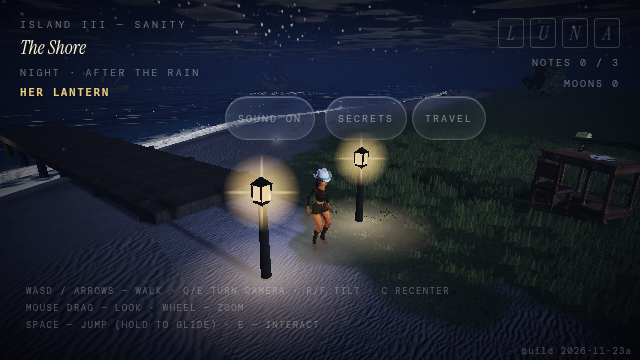 ISLAND III — SANITY
The Shore
NIGHT · AFTER THE RAIN
HER LANTERN
L U N A
NOTES 0 / 3
MOONS 0
SOUND ON
SECRETS
TRAVEL
WASD / ARROWS — WALK · Q/E TURN CAMERA · R/F TILT · C RECENTER
MOUSE DRAG — LOOK · WHEEL — ZOOM
SPACE — JUMP (HOLD TO GLIDE) · E — INTERACT
build 2026-11-23a